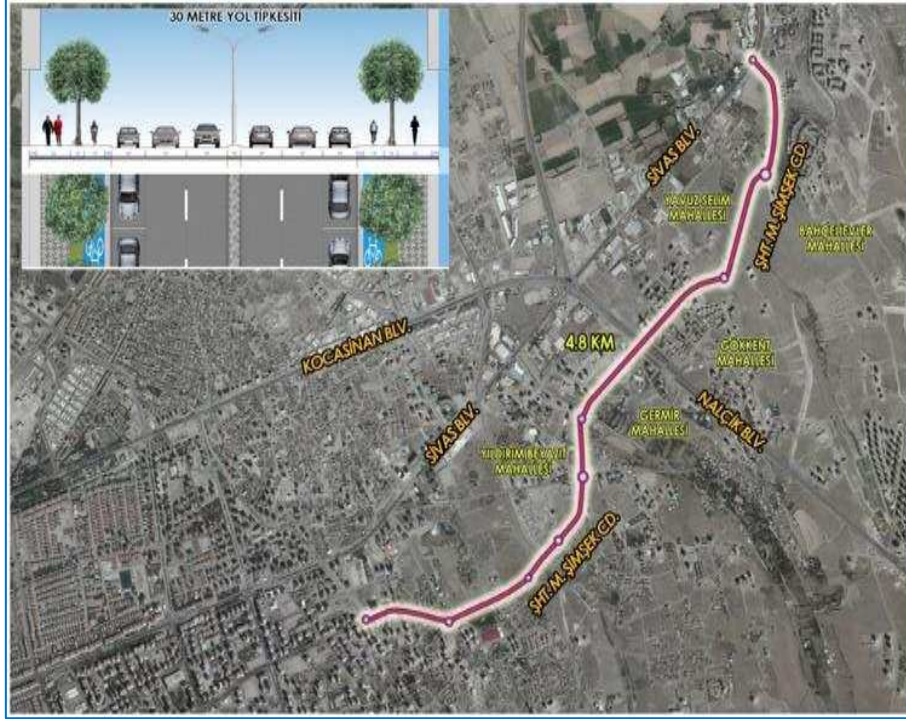 30 METRE YOL TİPKESİTİ
SİVAS BLV.
YAVUZ SELİM
MAHALLESİ
ŞHT. M. ŞİMŞEK CD.
BAHÇELİEVLER
MAHALLESİ
KOCASİNAN BLV.
4.8 KM
GÖKKENT
MAHALLESİ
SİVAS BLV.
GERMİR
MAHALLESİ
NALÇİK BLV.
YILDIRIM BEYAZIT
MAHALLESİ
ŞHT. M. ŞİMŞEK CD.